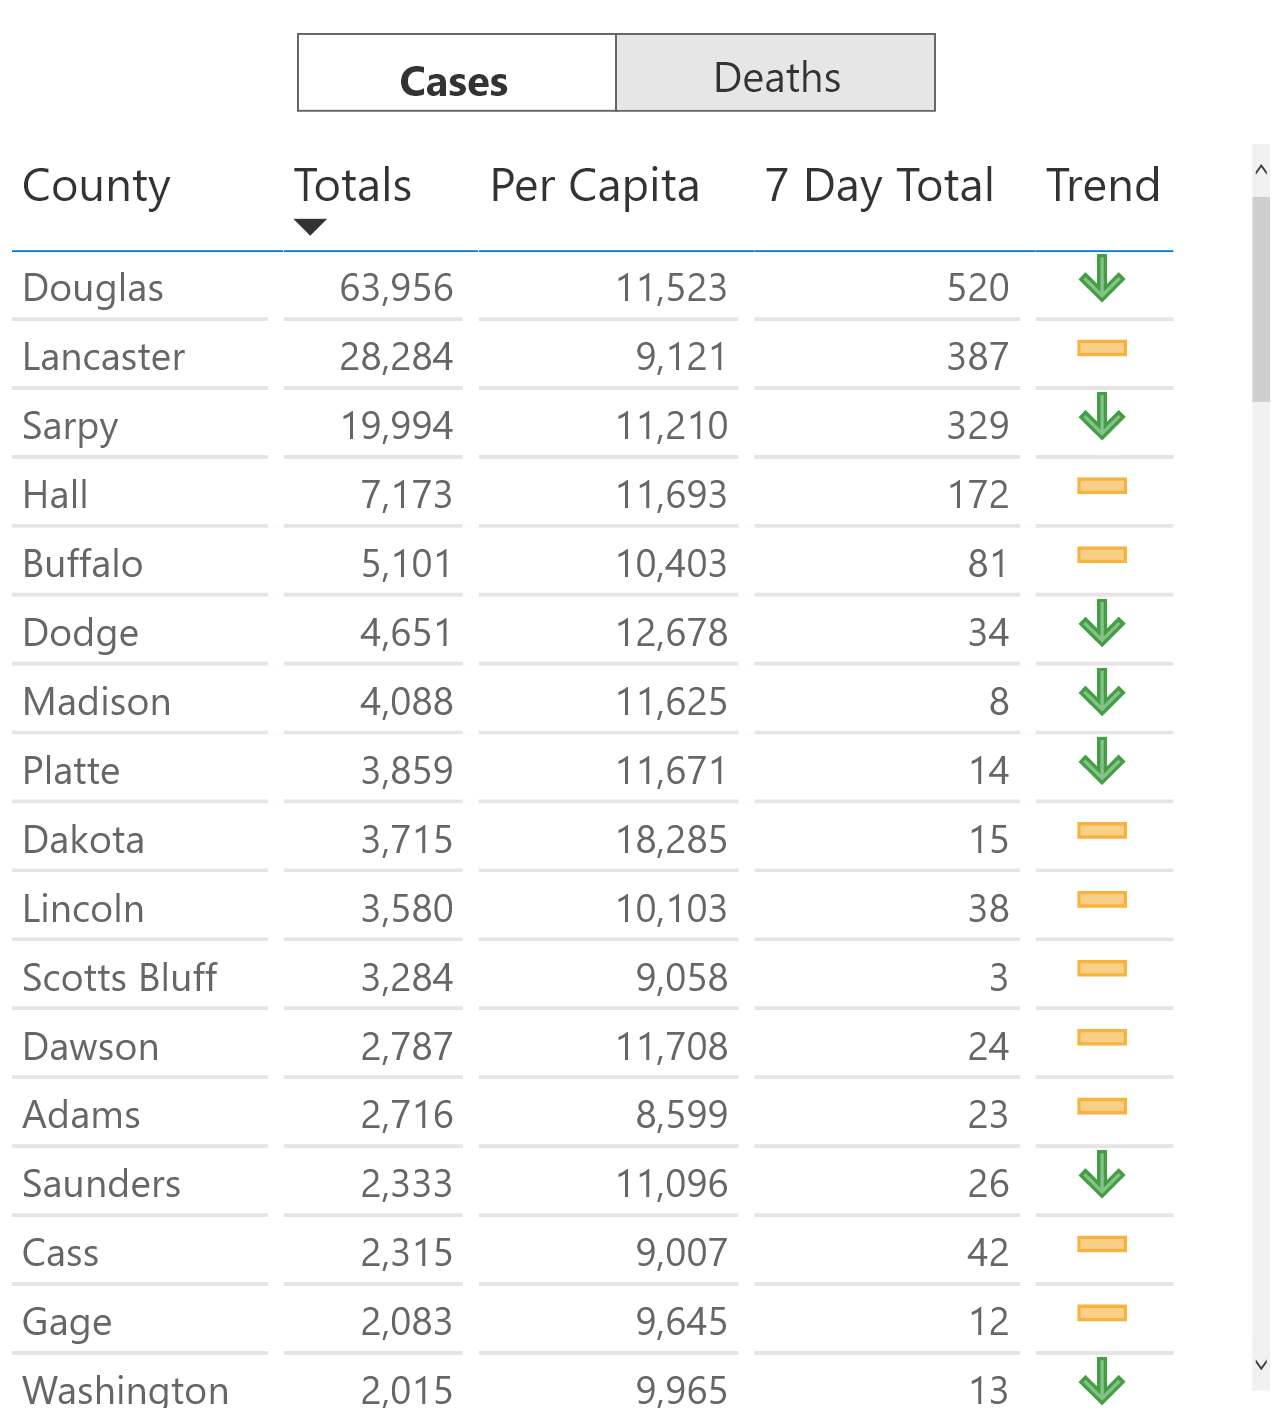 Cases Deaths
County Totals Per Capita 7 Day Total Trend
Douglas 63,956 11,523 520
Lancaster 28,284 9,121 387
Sarpy 19,994 11,210 329
Hall 7,173 11,693 172
Buffalo 5,101 10,403 81
Dodge 4,651 12,678 34
Madison 4,088 11,625 8
Platte 3,859 11,671 14
Dakota 3,715 18,285 15
Lincoln 3,580 10,103 38
Scotts Bluff 3,284 9,058 3
Dawson 2,787 11,708 24
Adams 2,716 8,599 23
Saunders 2,333 11,096 26
Cass 2,315 9,007 42
Gage 2,083 9,645 12
Washington 2,015 9,965 13